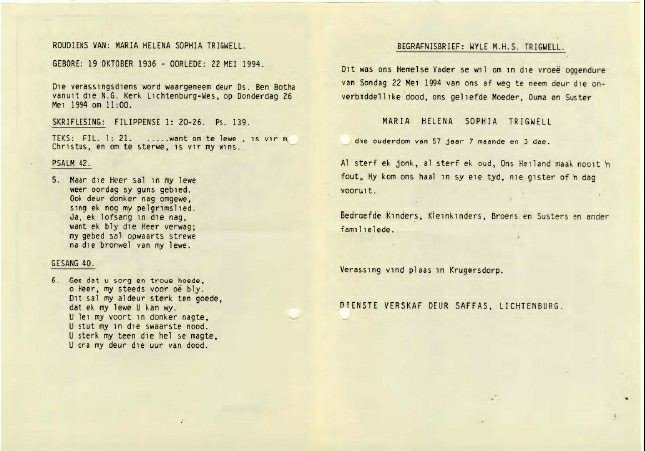 ROUDIENS VAN: MARIA HELENA SOPHIA TRIGWELL.
GEBORE: 19 OKTOBER 1936 - OORLEDE: 22 MEI 1994.
Die verassingsdiens word waargeneem deur Ds. Ben Botha
vanuit die N.G. Kerk Lichtenburg-Wes, op Donderdag 26
Mei 1994 om 11:00.
SKRIFLESING: FILIPPENSE 1: 20-26. Ps. 139.
TEKS: FIL. 1: 21. .....want om te lewe , is vir m
Christus, en om te sterwe, is vir my wins.
PSALM 42.
5. Maar die Heer sal in my lewe
weer oordag sy guns gebied.
Ook deur donker nag omgewe,
sing ek nog my pelgrimslied.
Ja, ek lofsang in die nag,
want ek bly die Heer verwag;
my gebed sal opwaarts strewe
na die bronwel van my lewe.
GESANG 40.
6. Gee dat u sorg en troue hoede,
o Heer, my steeds voor oë bly.
Dit sal my aldeur sterk ten goede,
dat ek my lewe U kan wy.
U lei my voort in donker nagte,
U stut my in die swaarste nood.
U sterk my teen die hel se magte,
U dra my deur die uur van dood.
BEGRAFNISBRIEF: WYLE M.H.S. TRIGWELL.
Dit was ons Hemelse Vader se wil om in die vroeë oggendure
van Sondag 22 Mei 1994 van ons af weg te neem deur die on-
verbiddellike dood, ons geliefde Moeder, Ouma en Suster
MARIA HELENA SOPHIA TRIGWELL
die ouderdom van 57 jaar 7 maande en 3 dae.
Al sterf ek jonk, al sterf ek oud, Ons Heiland maak nooit 'n
fout, Hy kom ons haal in sy eie tyd, nie gister of 'n dag
vooruit.
Bedroefde Kinders, Kleinkinders, Broers en Susters en ander
familielede.
Verassing vind plaas in Krugersdorp.
DIENSTE VERSKAF DEUR SAFFAS, LICHTENBURG.